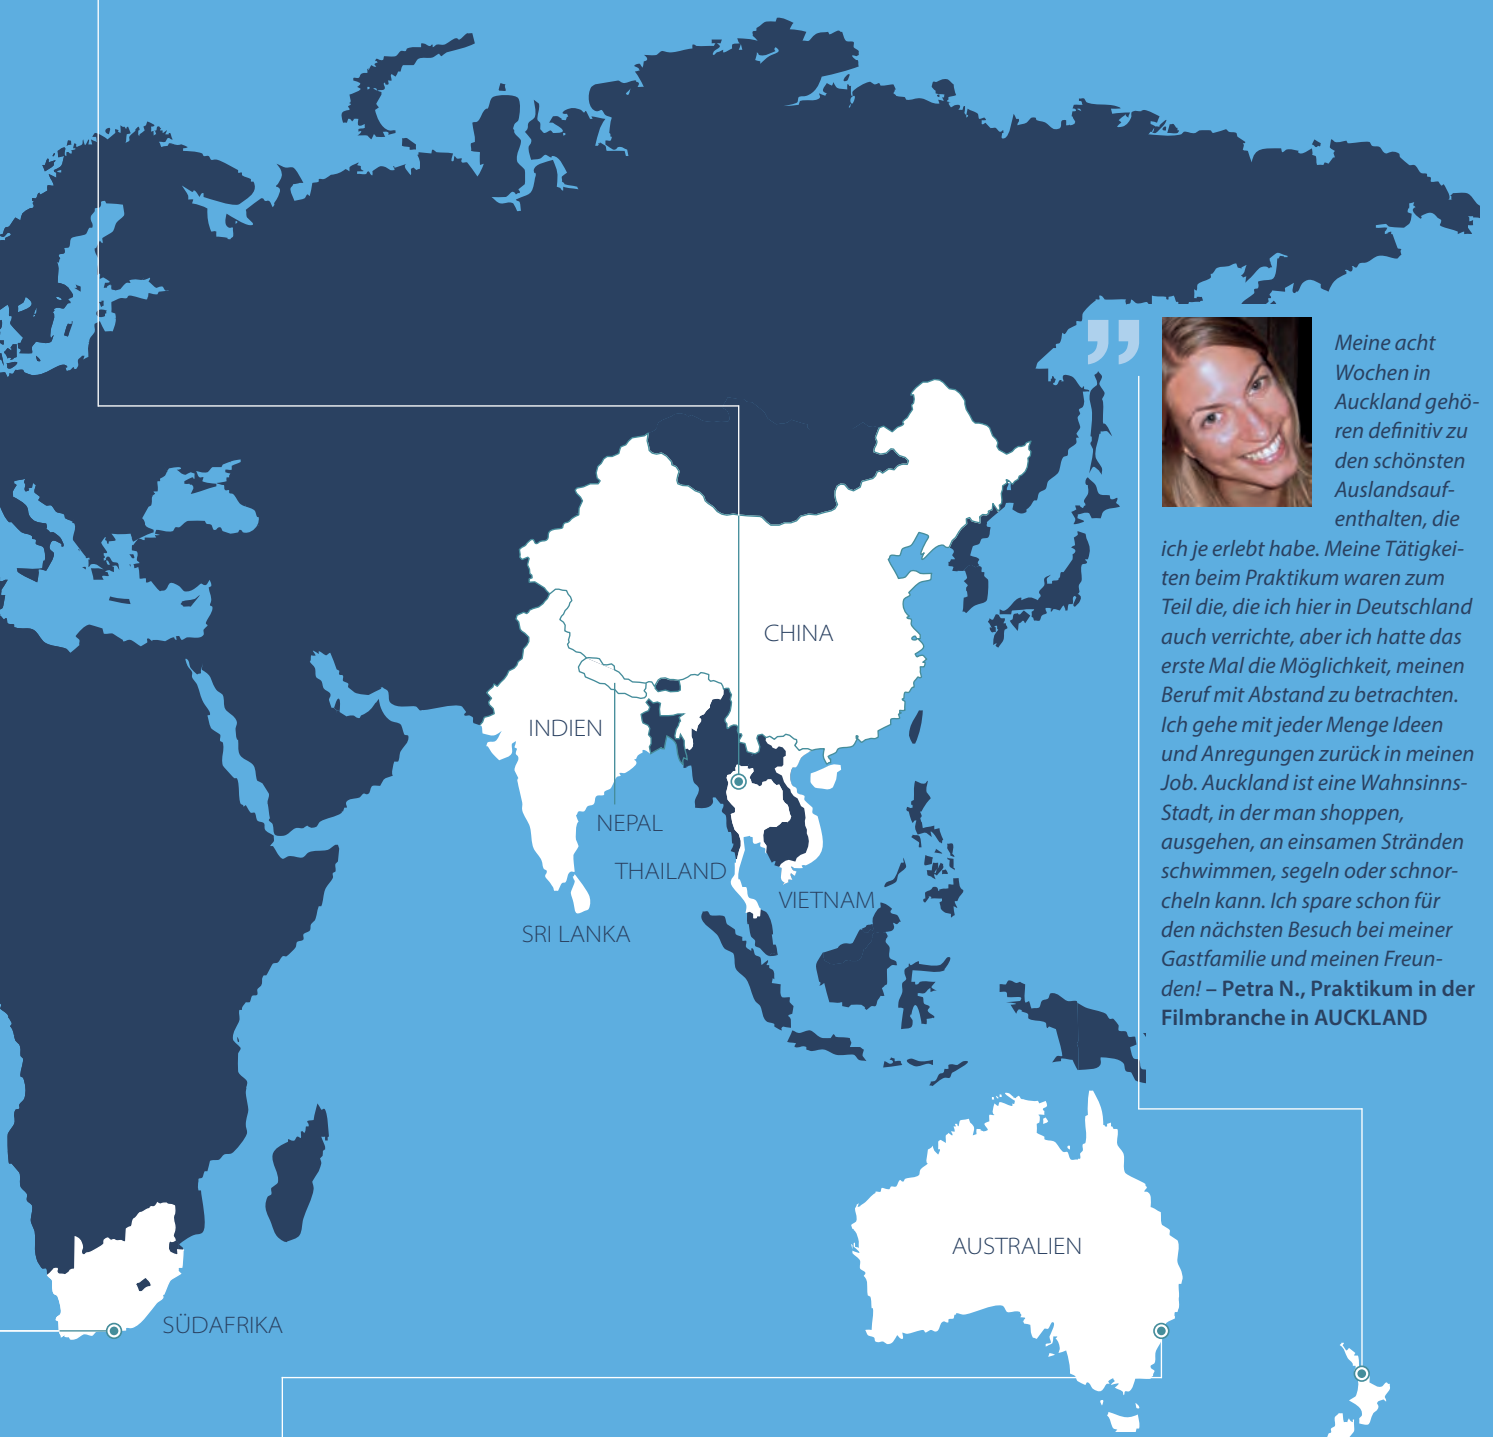 Meine acht
Wochen in
Auckland gehö-
ren definitiv zu
den schönsten
Auslandsauf-
enthalten, die
ich je erlebt habe. Meine Tätigkei-
ten beim Praktikum waren zum
Teil die, die ich hier in Deutschland
auch verrichte, aber ich hatte das
erste Mal die Möglichkeit, meinen
Beruf mit Abstand zu betrachten.
Ich gehe mit jeder Menge Ideen
und Anregungen zurück in meinen
Job. Auckland ist eine Wahnsinns-
Stadt, in der man shoppen,
ausgehen, an einsamen Stränden
schwimmen, segeln oder schnor-
cheln kann. Ich spare schon für
den nächsten Besuch bei meiner
Gastfamilie und meinen Freun-
den! – Petra N., Praktikum in der
Filmbranche in AUCKLAND
CHINA
INDIEN
NEPAL
THAILAND
VIETNAM
SRI LANKA
AUSTRALIEN
SÜDAFRIKA